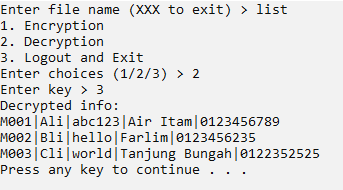 Enter file name (XXX to exit) > list
1. Encryption
2. Decryption
3. Logout and Exit
Enter choices (1/2/3) > 2
Enter key > 3
Decrypted info:
M001|Ali|abc123|Air Itam|0123456789
M002|Bli|hello|Farlim|0123456235
M003|Cli|world|Tanjung Bungah|0122352525
Press any key to continue . . .